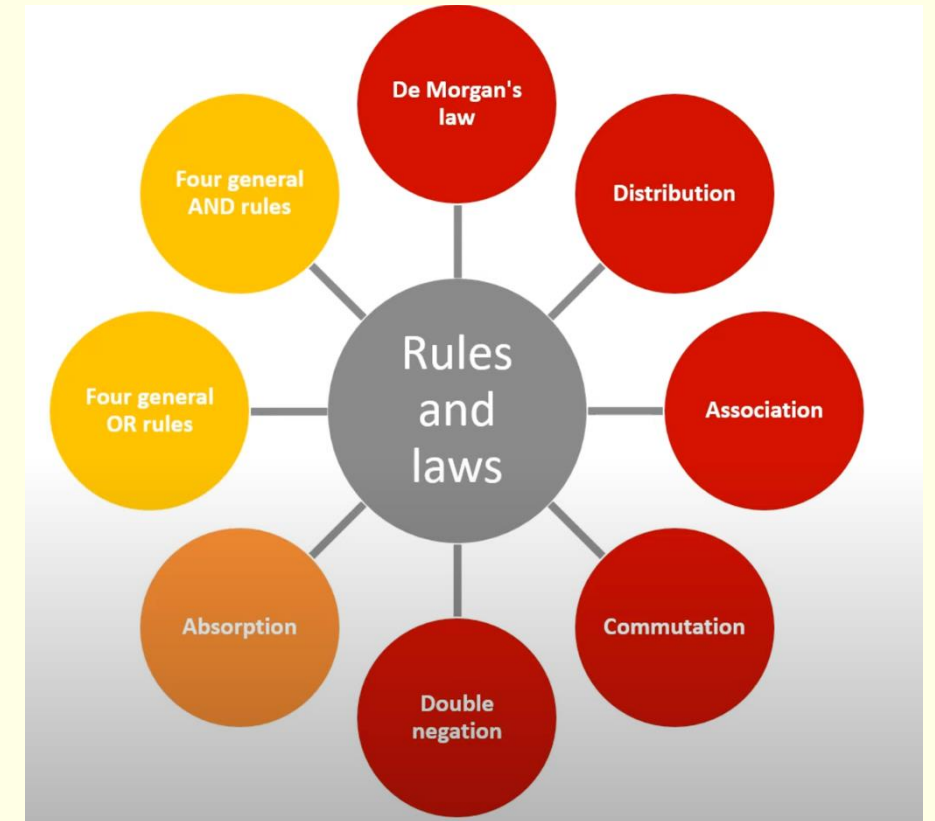 De Morgan's
law
Distribution
Association
Commutation
Double
negation
Absorption
Four general
OR rules
Four general
AND rules
Rules
and
laws